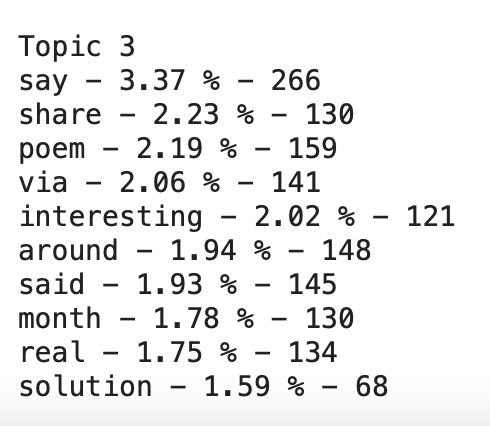 Topic 3
say – 3.37 % – 266
share – 2.23 % – 130
poem – 2.19 % – 159
via – 2.06 % – 141
interesting – 2.02 % – 121
around – 1.94 % – 148
said – 1.93 % – 145
month – 1.78 % – 130
real – 1.75 % – 134
solution – 1.59 % – 68